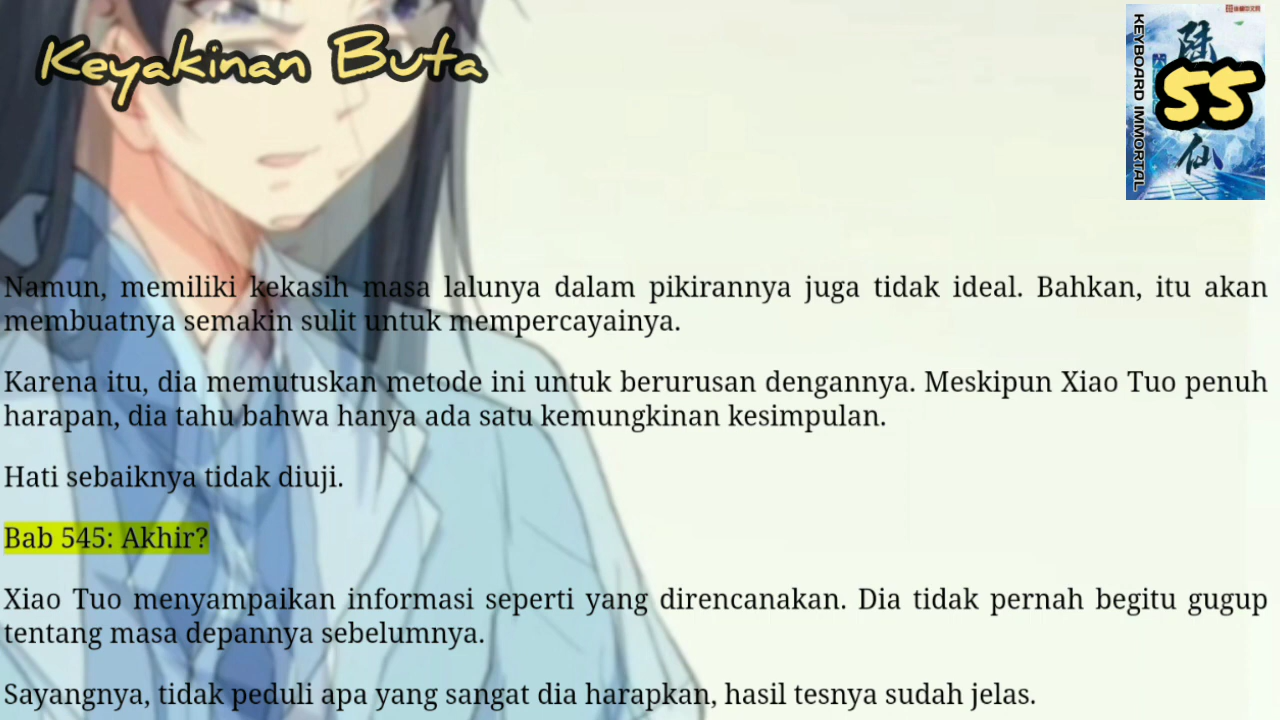 Keyakinan Buta
KEYBOARD IMMORTAL
陆
仙
55
Namun, memiliki kekasih masa lalunya dalam pikirannya juga tidak ideal. Bahkan, itu akan
membuatnya semakin sulit untuk mempercayainya.
Karena itu, dia memutuskan metode ini untuk berurusan dengannya. Meskipun Xiao Tuo penuh
harapan, dia tahu bahwa hanya ada satu kemungkinan kesimpulan.
Hati sebaiknya tidak diuji.
Bab 545: Akhir?
Xiao Tuo menyampaikan informasi seperti yang direncanakan. Dia tidak pernah begitu gugup
tentang masa depannya sebelumnya.
Sayangnya, tidak peduli apa yang sangat dia harapkan, hasil tesnya sudah jelas.